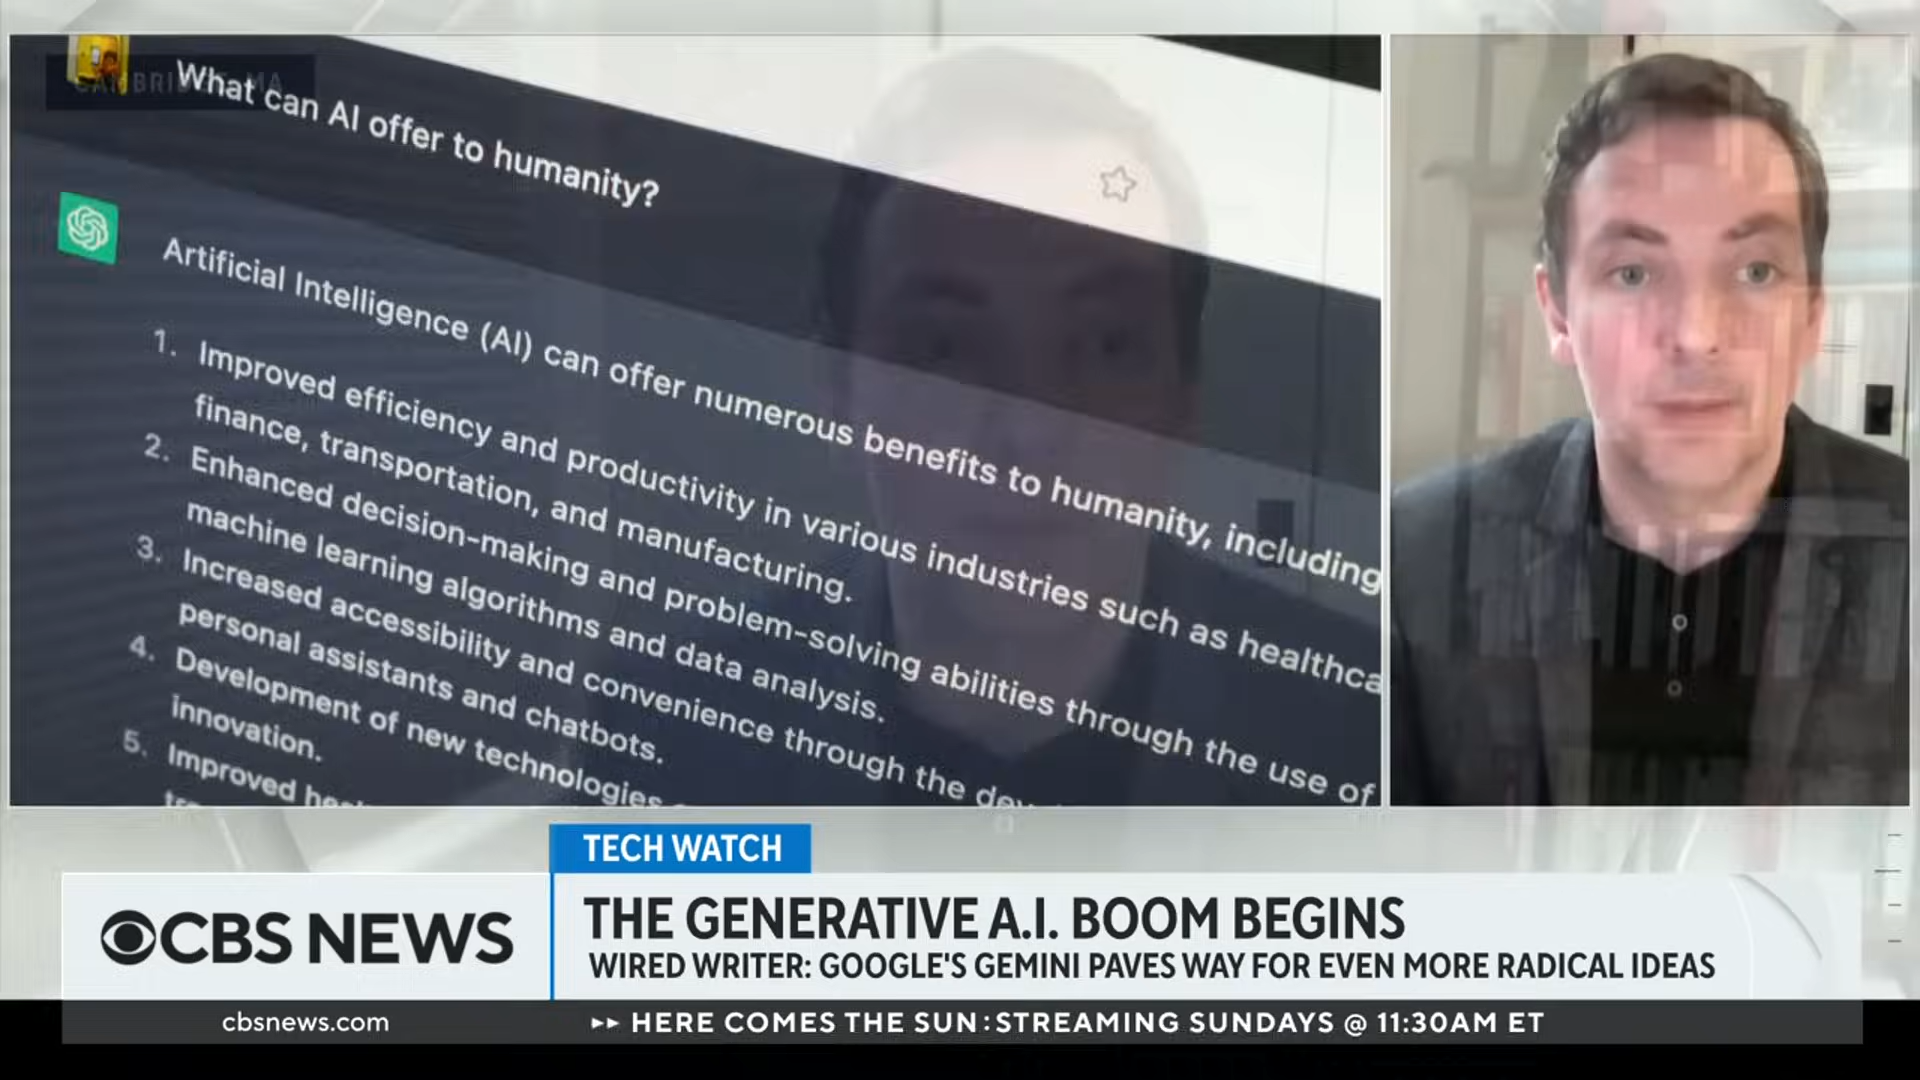 CAMBRIDGE, MA
What can AI offer to humanity?
Artificial Intelligence (AI) can offer numerous benefits to humanity, including
1. Improved efficiency and productivity in various industries such as healthca
finance, transportation, and manufacturing.
2. Enhanced decision-making and problem-solving abilities through the use of
machine learning algorithms and data analysis.
3. Increased accessibility and convenience through the
personal assistants and chatbots.
4. Development of new technologies
innovation.
5. Improved
TECH WATCH
CBS NEWS
THE GENERATIVE A.I. BOOM BEGINS
WIRED WRITER: GOOGLE'S GEMINI PAVES WAY FOR EVEN MORE RADICAL IDEAS
cbsnews.com
HERE COMES THE SUN: STREAMING SUNDAYS @ 11:30AM ET